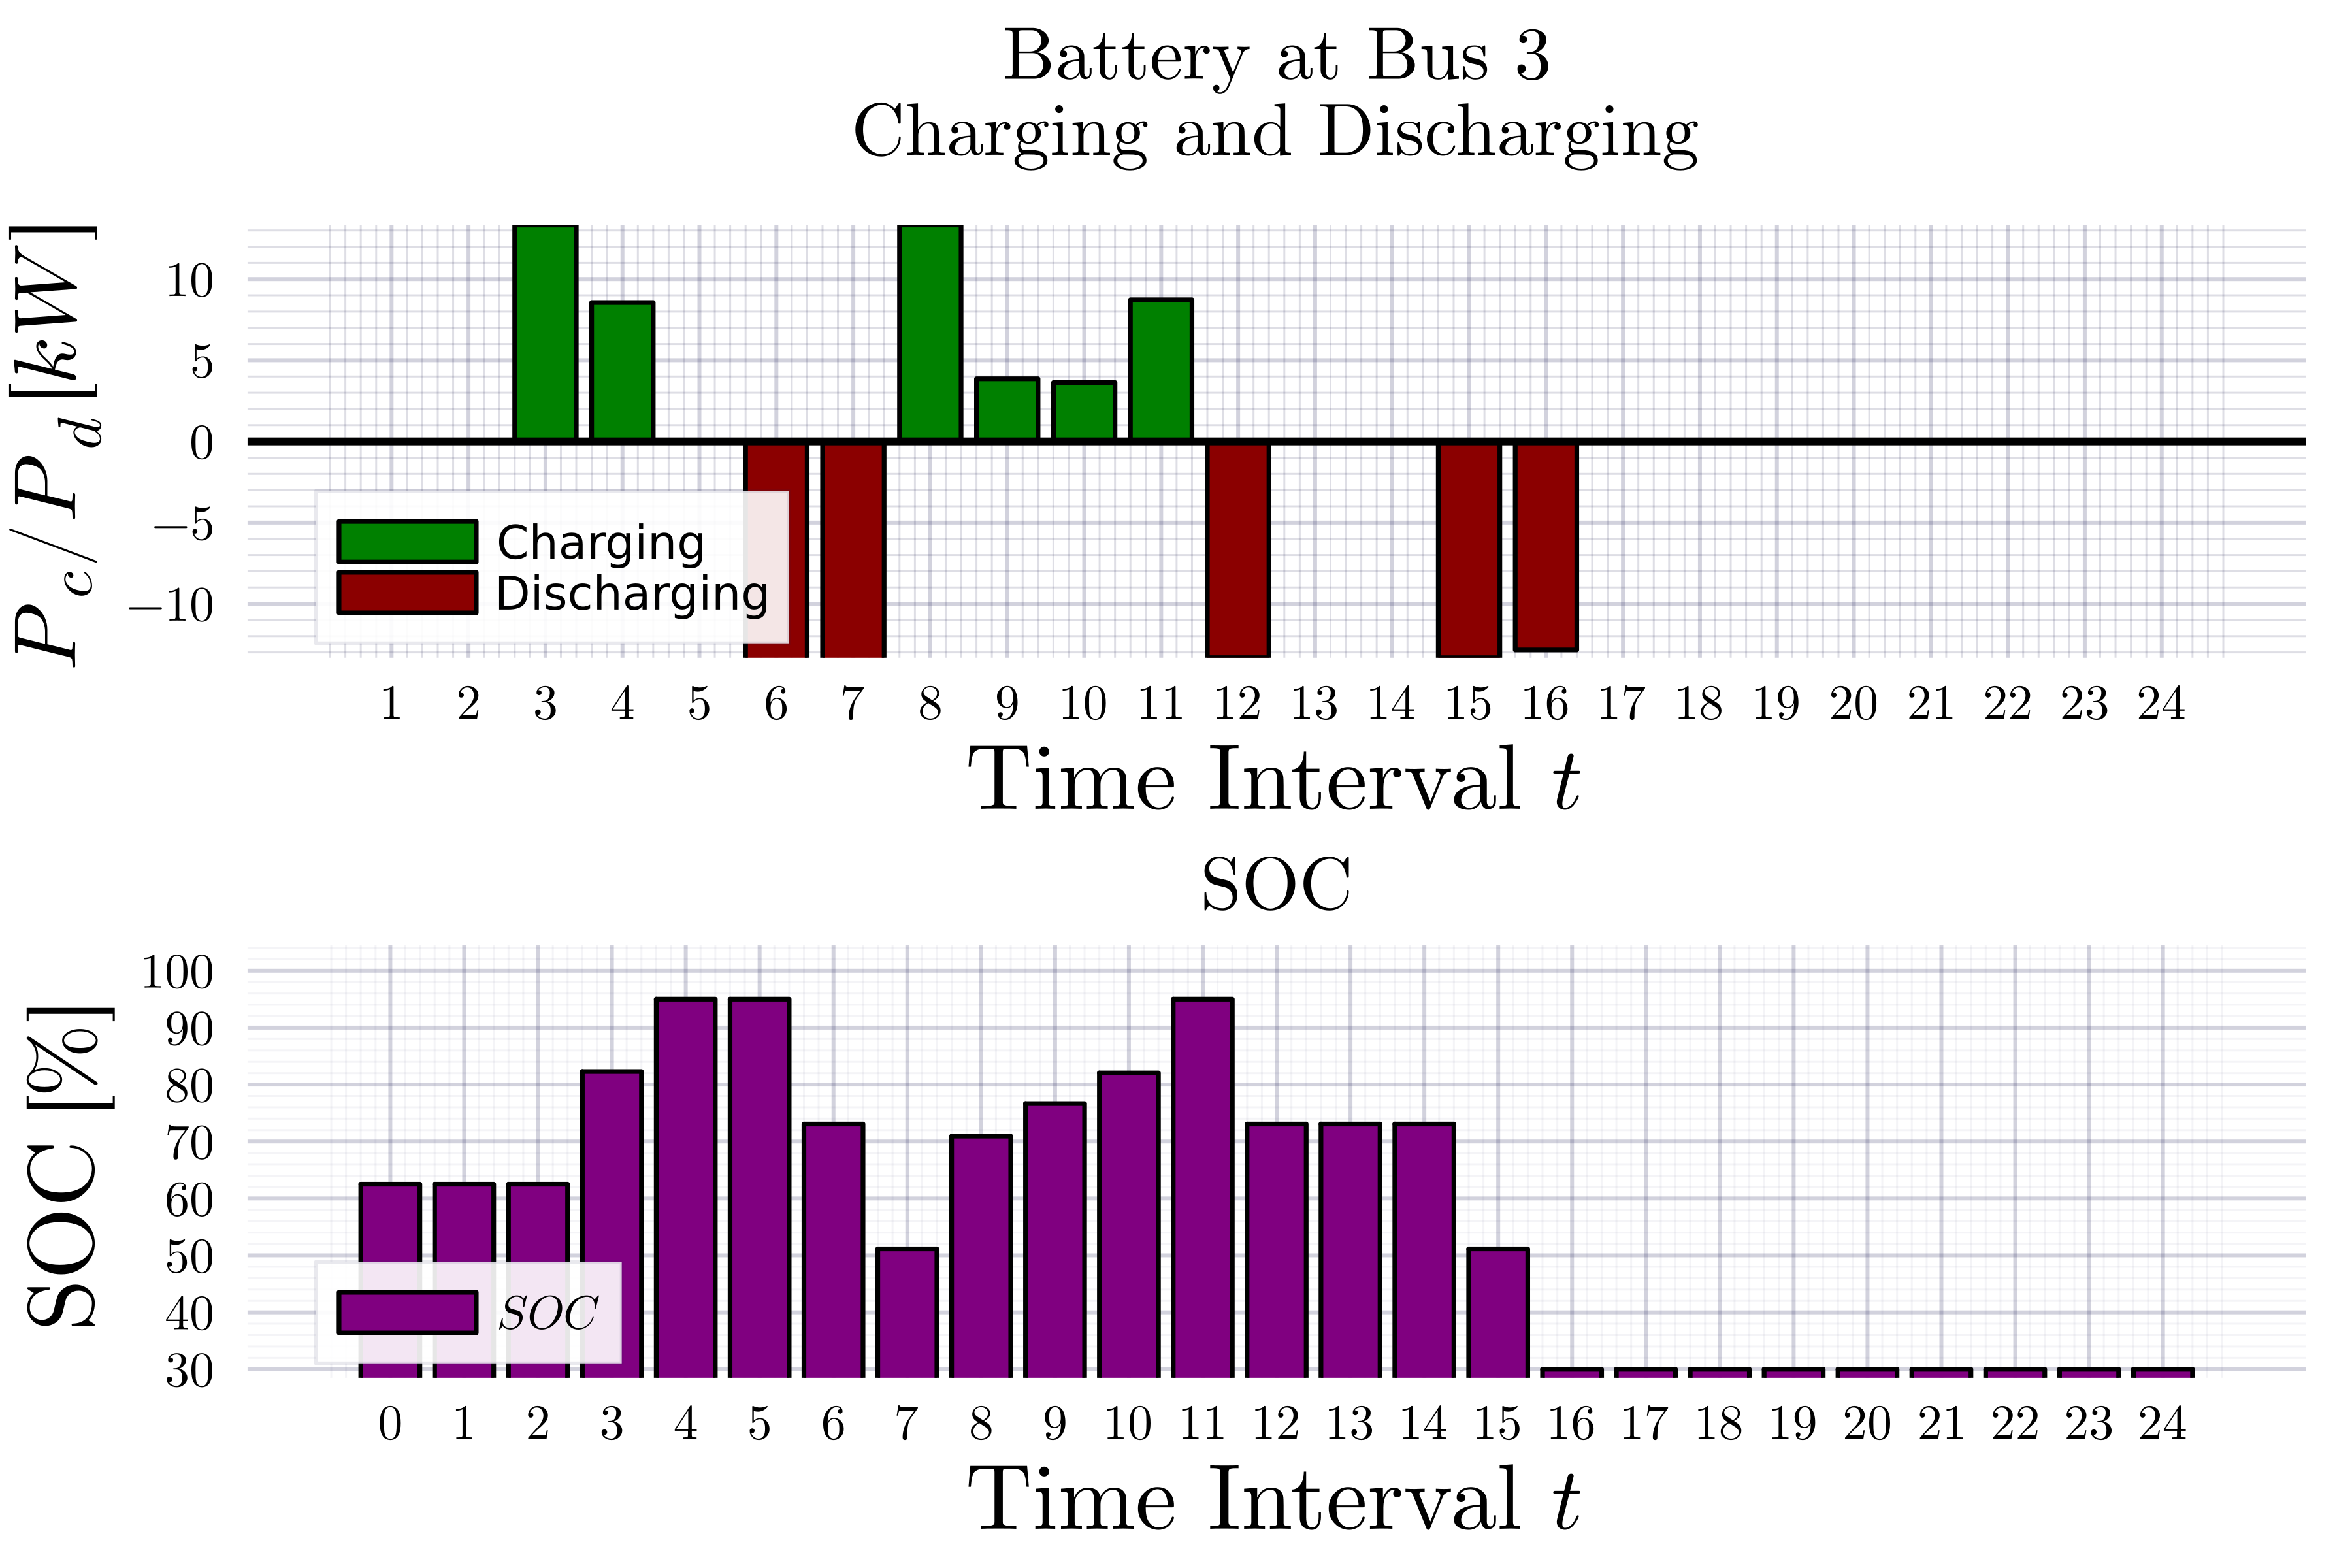 Battery at Bus 3
Charging and Discharging
P_c/P_d [kW]
10
5
0
−5
−10
Charging
Discharging
1 2 3 4 5 6 7 8 9 10 11 12 13 14 15 16 17 18 19 20 21 22 23 24
Time Interval t
SOC
SOC [%]
100
90
80
70
60
50
40
30
SOC
0 1 2 3 4 5 6 7 8 9 10 11 12 13 14 15 16 17 18 19 20 21 22 23 24
Time Interval t